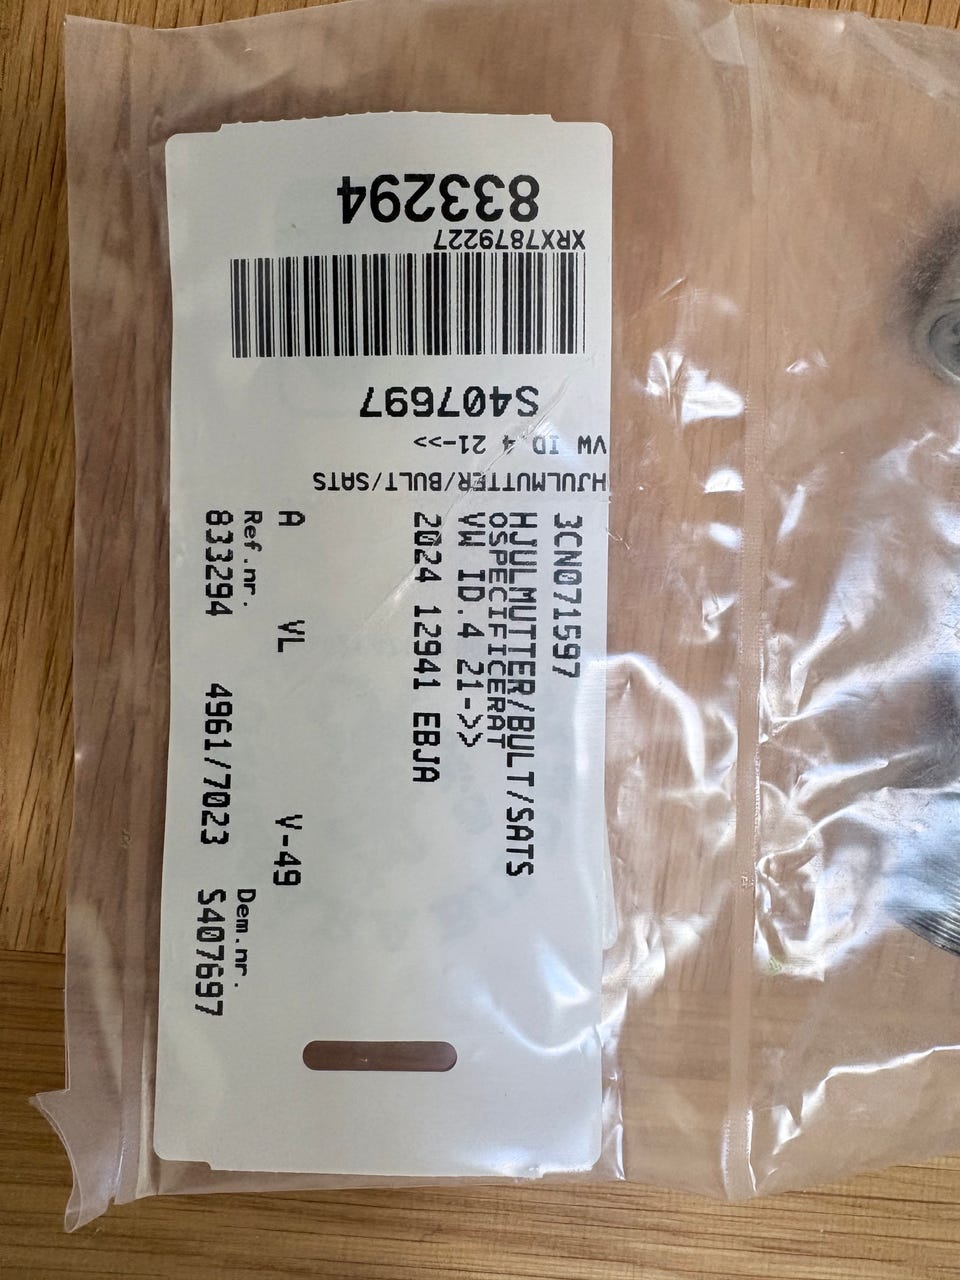 833294
XRX7879227
S407697
VW ID.4 21->>
HJULMUTTER/BULT/SATS
3CN071597
HJULMUTTER/BULT/SATS
OSPECIFICERAT
VW ID.4 21->>
2024 12941 EBJA
A VL V-49
Ref.nr. Dem.nr.
833294 4961/7023 S407697